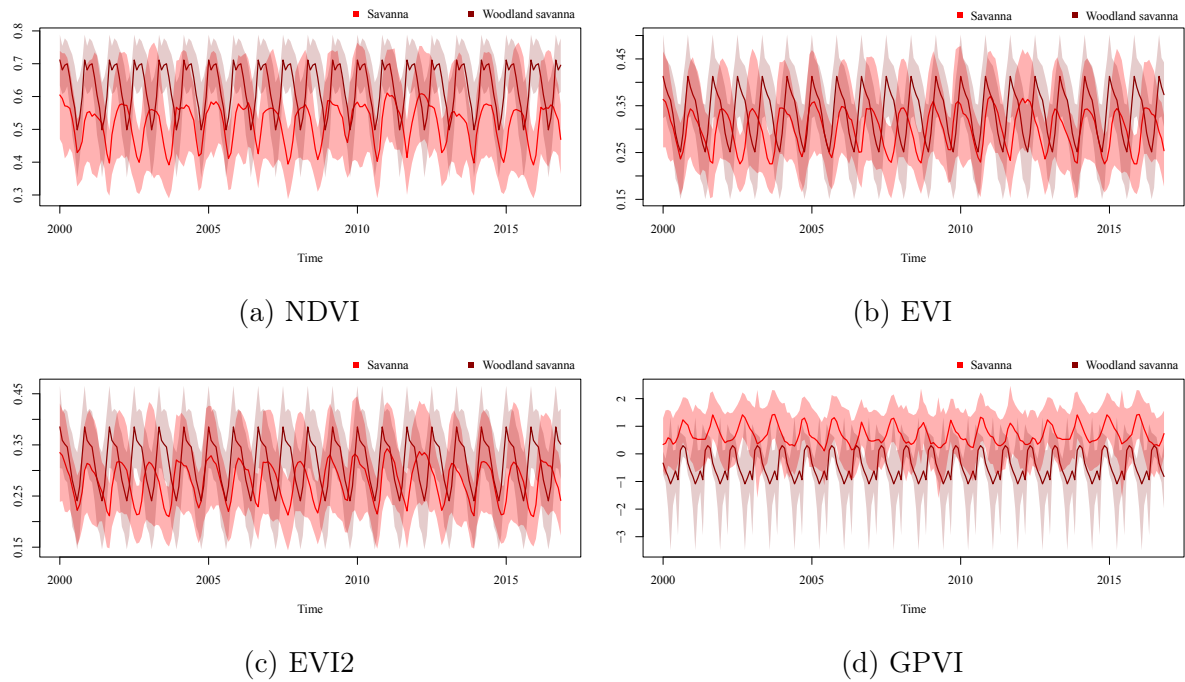 Savanna Woodland savanna
0.8
0.7
0.6
0.5
0.4
0.3
2000 2005 2010 2015
Time
(a) NDVI
Savanna Woodland savanna
0.45
0.35
0.25
0.15
2000 2005 2010 2015
Time
(b) EVI
Savanna Woodland savanna
0.45
0.35
0.25
0.15
2000 2005 2010 2015
Time
(c) EVI2
Savanna Woodland savanna
2
1
0
−1
−2
−3
2000 2005 2010 2015
Time
(d) GPVI